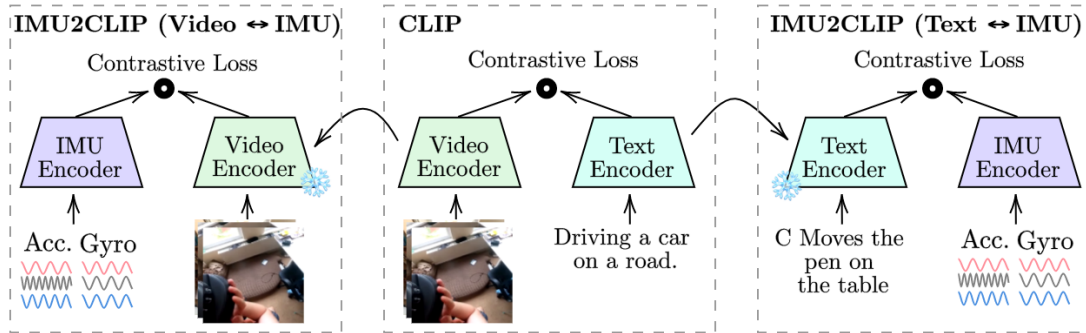 IMU2CLIP (Video ↔ IMU)
Contrastive Loss
IMU
Encoder
Video
Encoder
Acc. Gyro
CLIP
Contrastive Loss
Video
Encoder
Text
Encoder
Driving a car
on a road.
IMU2CLIP (Text ↔ IMU)
Contrastive Loss
Text
Encoder
IMU
Encoder
C Moves the
pen on
the table
Acc. Gyro